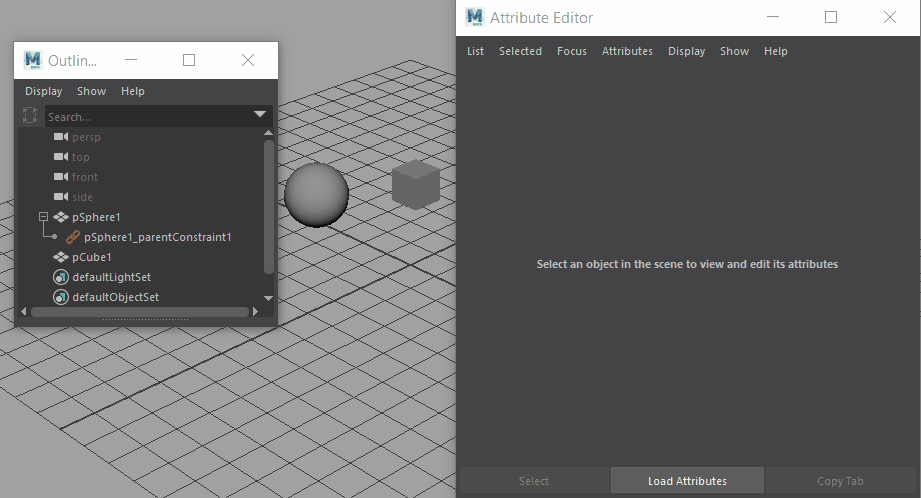 Outlin...
Display Show Help
Search...
persp
top
front
side
pSphere1
pSphere1_parentConstraint1
pCube1
defaultLightSet
defaultObjectSet
Attribute Editor
List Selected Focus Attributes Display Show Help
Select an object in the scene to view and edit its attributes
Select Load Attributes Copy Tab